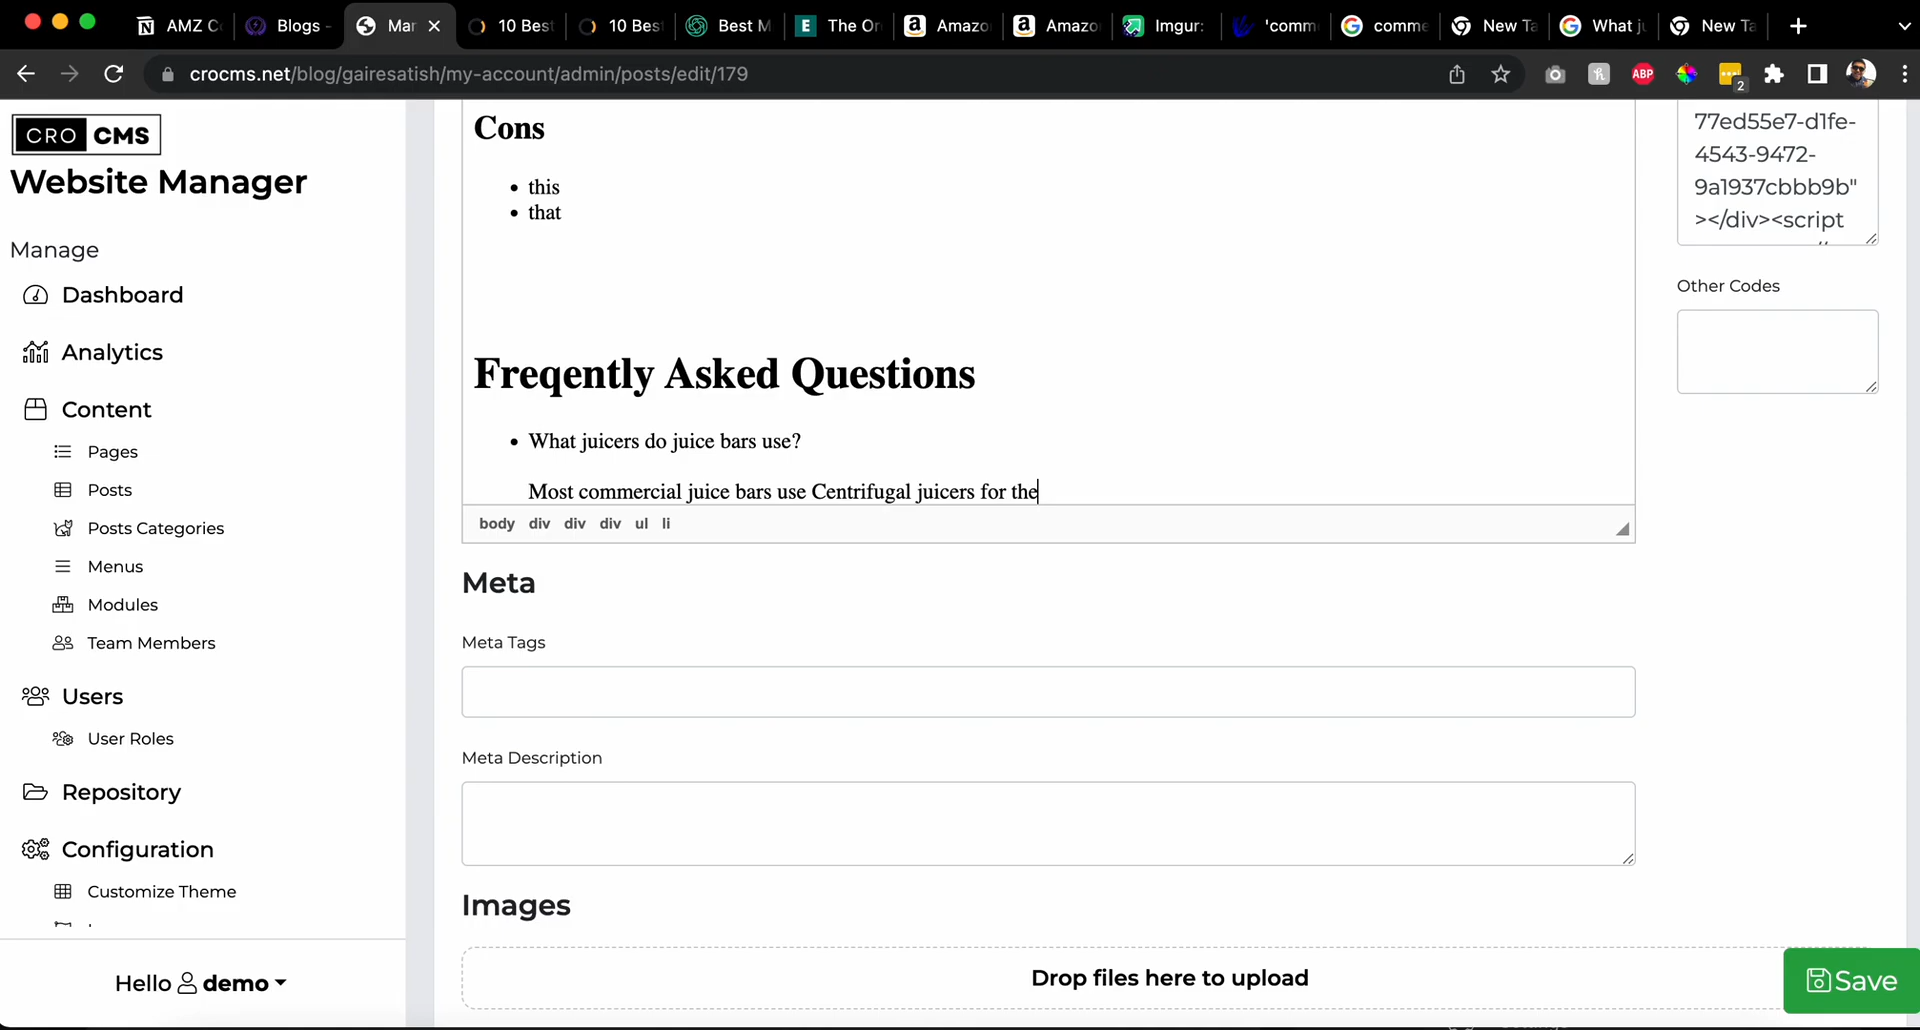 AMZ C
Blogs -
Mar
10 Best
10 Bes
Best M
The Or
Amazo
Amazo
Imgur:
'comm
comme
New Ta
What ju
New Ta
crocms.net/blog/gairesatish/my-account/admin/posts/edit/179
ABP
2
CRO CMS
Website Manager
Manage
Dashboard
Analytics
Content
Pages
Posts
Posts Categories
Menus
Modules
Team Members
Users
User Roles
Repository
Configuration
Customize Theme
Hello demo
Cons
this
that
Freqently Asked Questions
What juicers do juice bars use?
Most commercial juice bars use Centrifugal juicers for the
body div div div ul li
Meta
Meta Tags
Meta Description
Images
Drop files here to upload
77ed55e7-d1fe-
4543-9472-
9a1937cbbb9b"
></div><script
Other Codes
Save